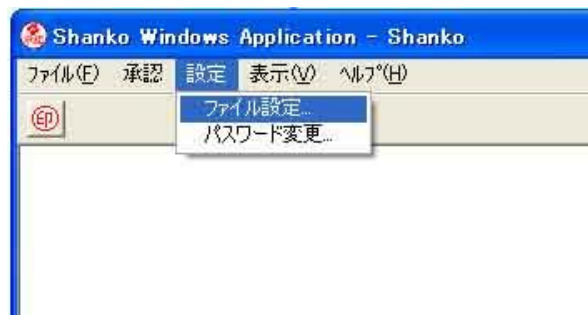 Shanko Windows Application - Shanko
ﾌｧｲﾙ(F) 承認 設定 表示(V) ﾍﾙﾌﾟ(H)
印
ファイル設定...
パスワード変更...